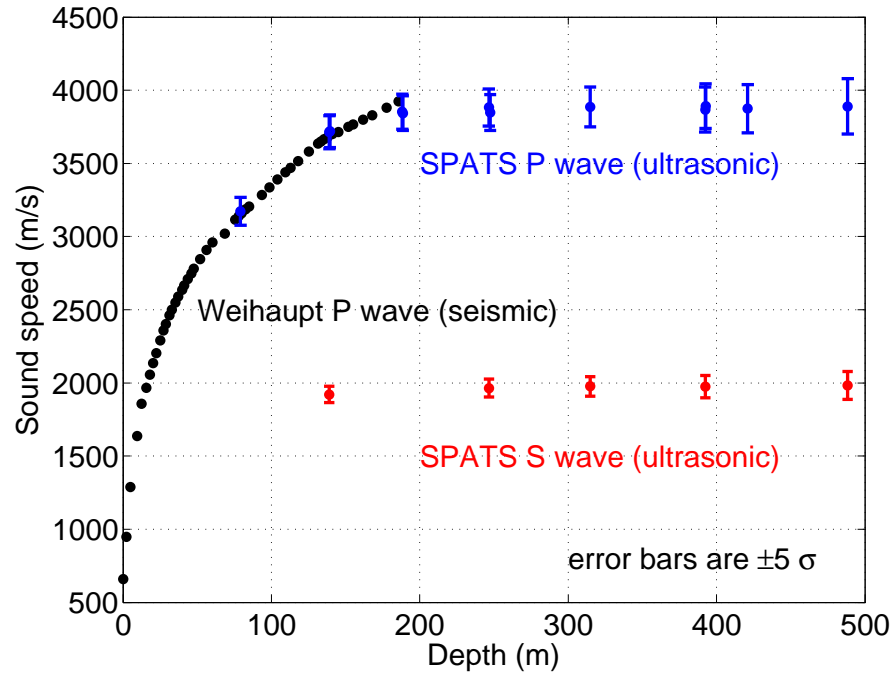 4500
4000
3500
3000
2500
2000
1500
1000
500
Sound speed (m/s)
SPATS P wave (ultrasonic)
Weihaupt P wave (seismic)
SPATS S wave (ultrasonic)
error bars are ±5 σ
0 100 200 300 400 500
Depth (m)